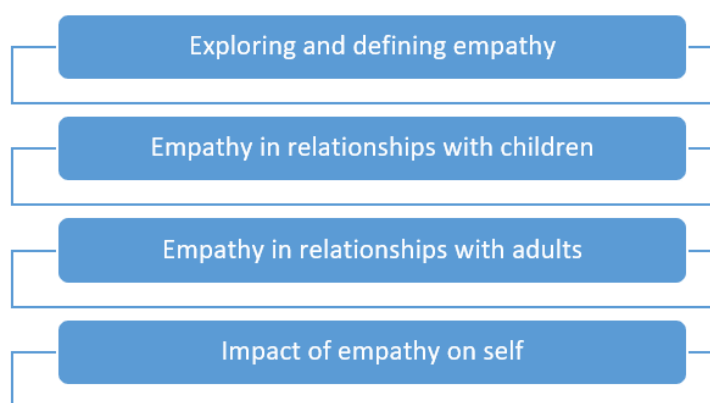 Exploring and defining empathy
Empathy in relationships with children
Empathy in relationships with adults
Impact of empathy on self